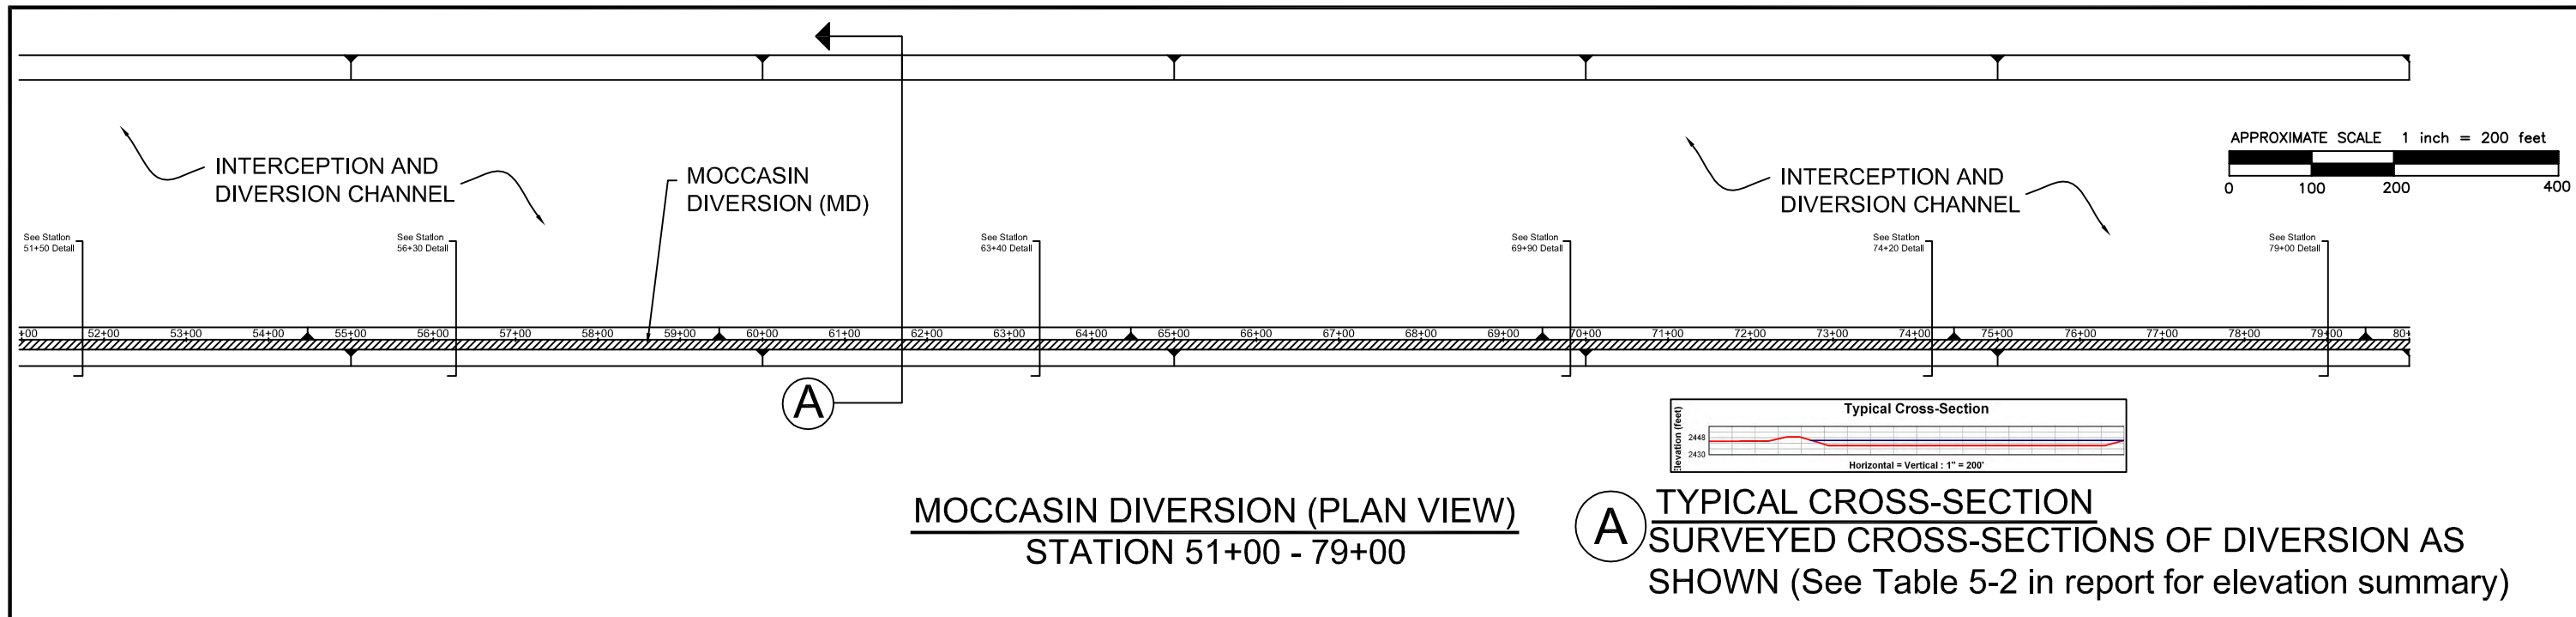 APPROXIMATE SCALE 1 inch = 200 feet
0 100 200 400
INTERCEPTION AND
DIVERSION CHANNEL
MOCCASIN
DIVERSION (MD)
INTERCEPTION AND
DIVERSION CHANNEL
See Station
51+50 Detail
See Station
56+30 Detail
See Station
63+40 Detail
See Station
69+90 Detail
See Station
74+20 Detail
See Station
79+00 Detail
+00 52+00 53+00 54+00 55+00 56+00 57+00 58+00 59+00 60+00 61+00 62+00 63+00 64+00 65+00 66+00 67+00 68+00 69+00 70+00 71+00 72+00 73+00 74+00 75+00 76+00 77+00 78+00 79+00 80+
A
Typical Cross-Section
Elevation (feet)
2448
2430
Horizontal = Vertical : 1" = 200'
MOCCASIN DIVERSION (PLAN VIEW)
STATION 51+00 - 79+00
A
TYPICAL CROSS-SECTION
SURVEYED CROSS-SECTIONS OF DIVERSION AS
SHOWN (See Table 5-2 in report for elevation summary)